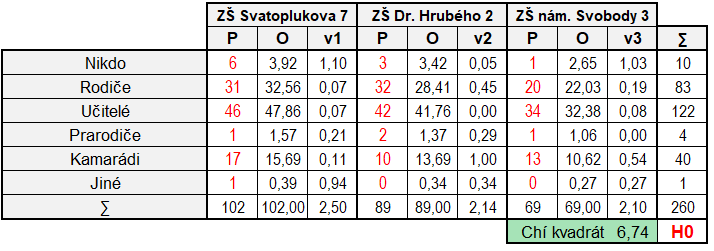 ZŠ Svatoplukova 7 ZŠ Dr. Hrubého 2 ZŠ nám. Svobody 3
P O v1 P O v2 P O v3 ∑
Nikdo 6 3,92 1,10 3 3,42 0,05 1 2,65 1,03 10
Rodiče 31 32,56 0,07 32 28,41 0,45 20 22,03 0,19 83
Učitelé 46 47,86 0,07 42 41,76 0,00 34 32,38 0,08 122
Prarodiče 1 1,57 0,21 2 1,37 0,29 1 1,06 0,00 4
Kamarádi 17 15,69 0,11 10 13,69 1,00 13 10,62 0,54 40
Jiné 1 0,39 0,94 0 0,34 0,34 0 0,27 0,27 1
∑ 102 102,00 2,50 89 89,00 2,14 69 69,00 2,10 260
Chí kvadrát 6,74 H0